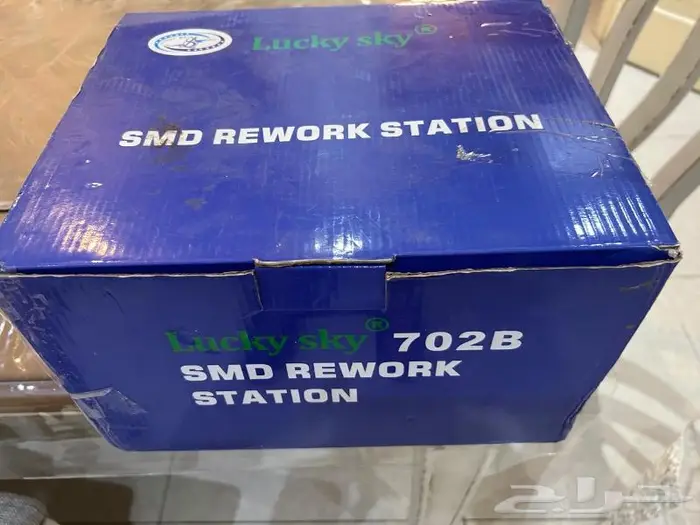 Lucky sky®
SMD REWORK STATION
Lucky sky® 702B
SMD REWORK
STATION
حراج